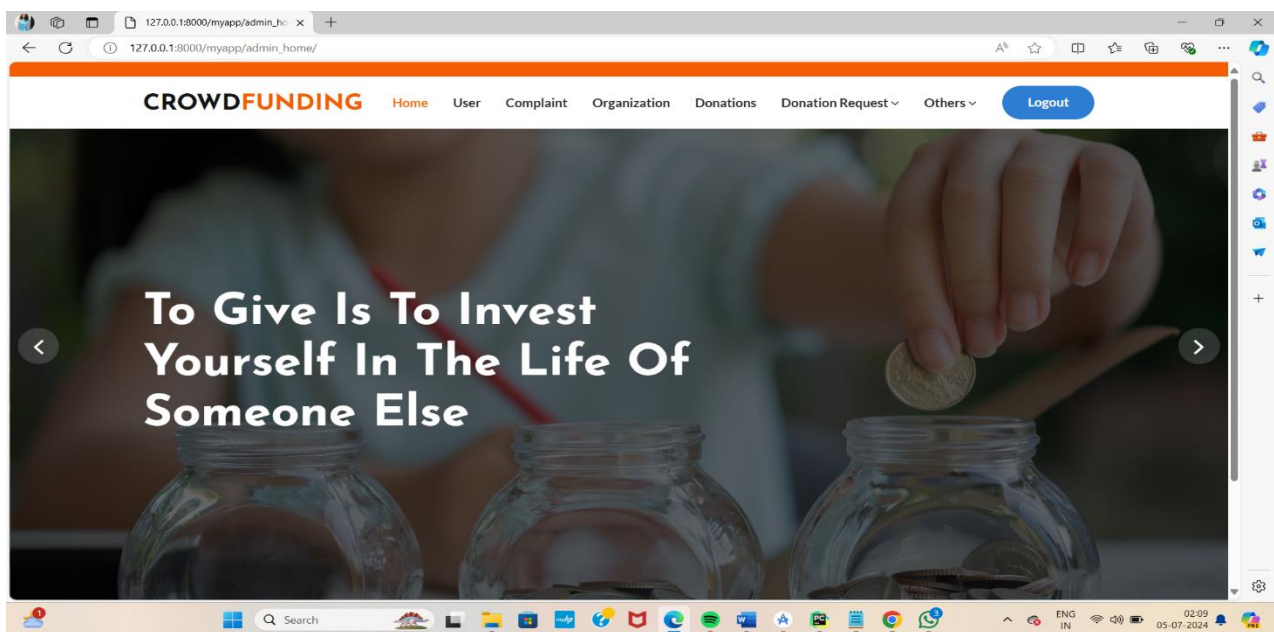 127.0.0.1:8000/myapp/admin_ho
127.0.0.1:8000/myapp/admin_home/
CROWDFUNDING Home User Complaint Organization Donations Donation Request Others Logout
To Give Is To Invest
Yourself In The Life Of
Someone Else
Search
ENG
IN
02:09
05-07-2024